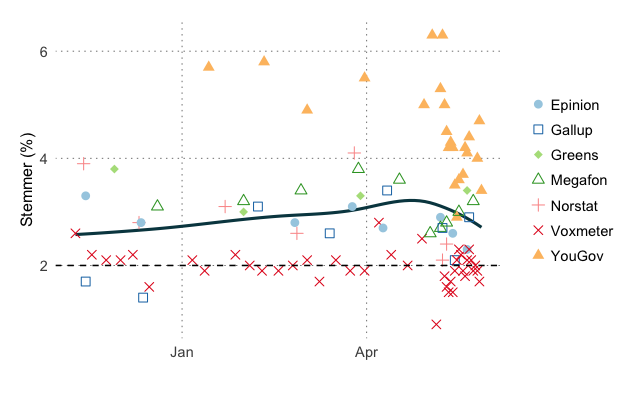 6
4
2
Stemmer (%)
Jan
Apr
Epinion
Gallup
Greens
Megafon
Norstat
Voxmeter
YouGov